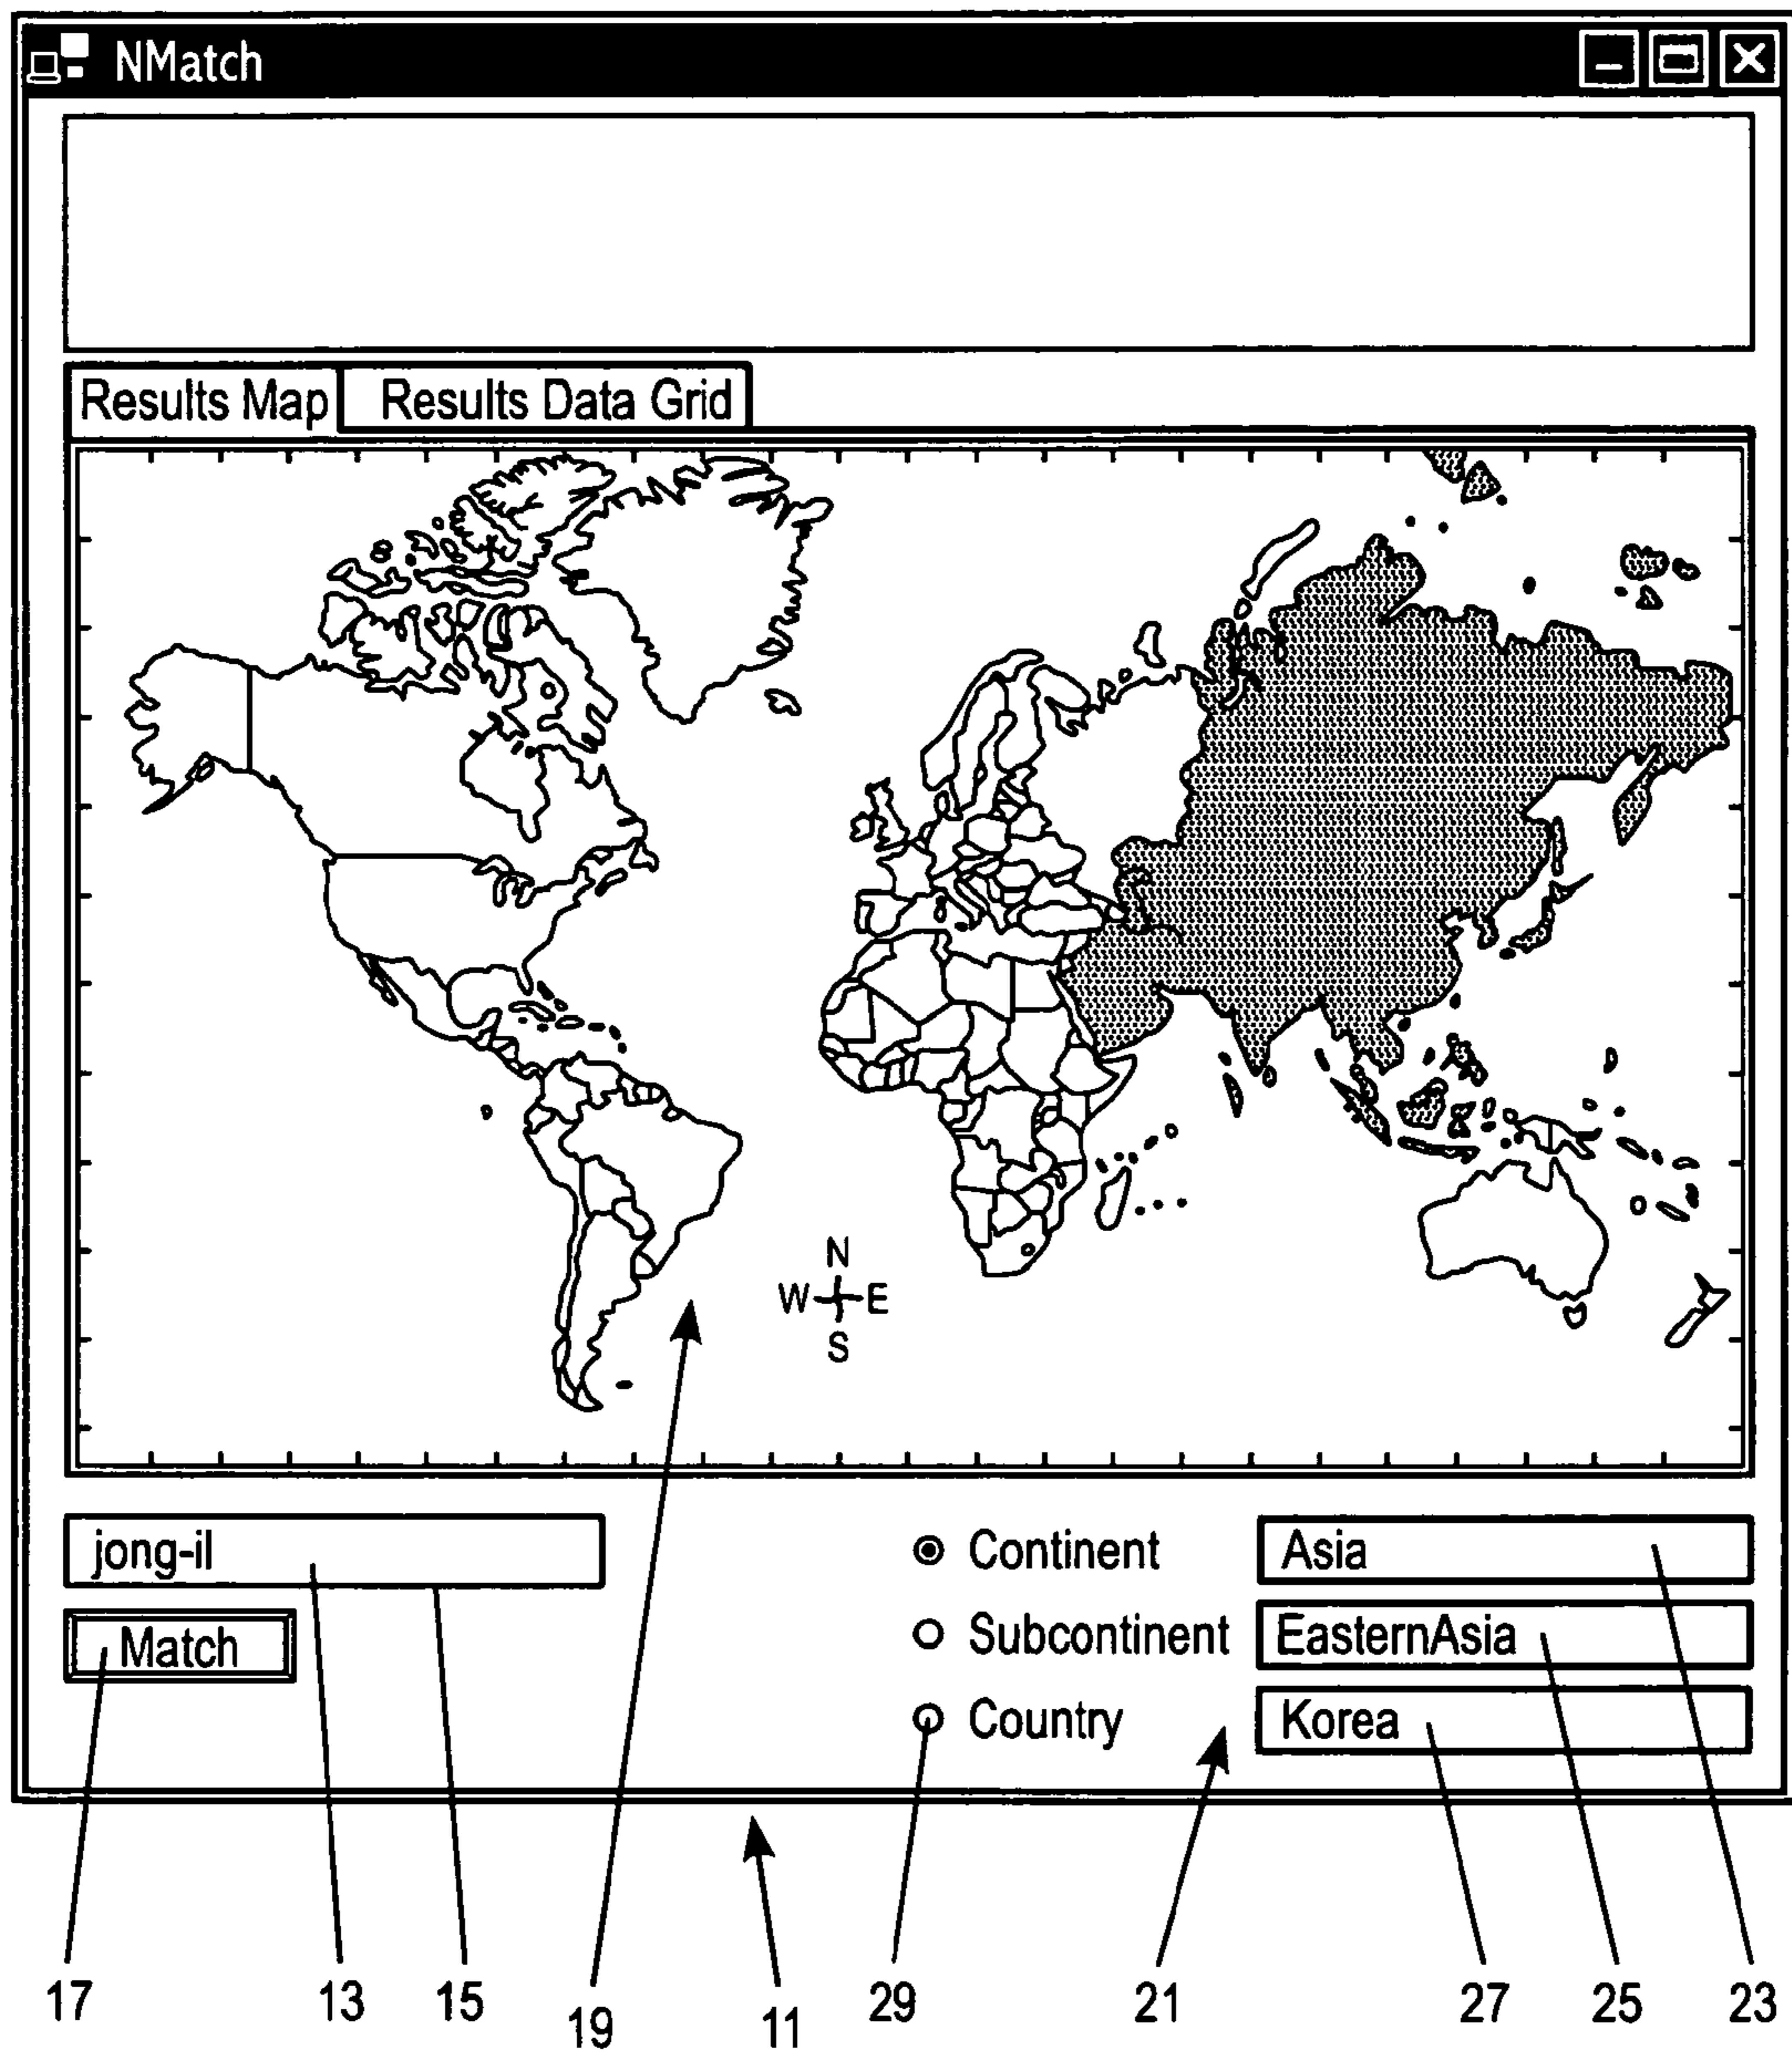 NMatch
Results Map Results Data Grid
N
W E
S
jong-il
Continent Asia
Match
Subcontinent EasternAsia
Country Korea
17 13 15 19 11 29 21 27 25 23